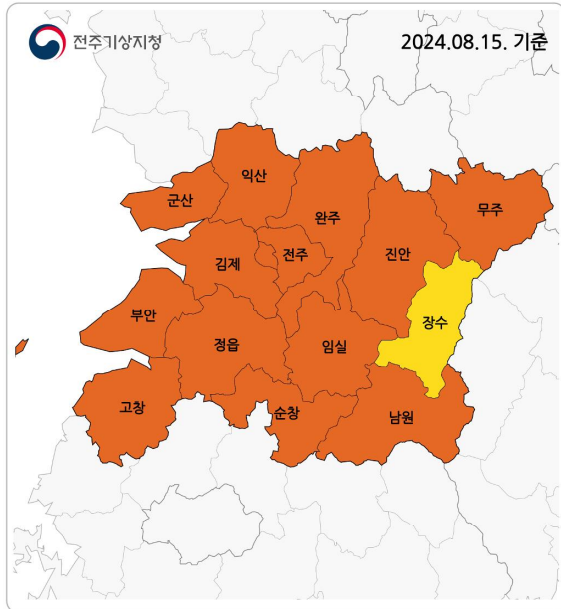 전주기상지청
2024.08.15. 기준
익산
군산
완주
무주
전주
진안
김제
부안
장수
정읍
임실
고창
순창
남원